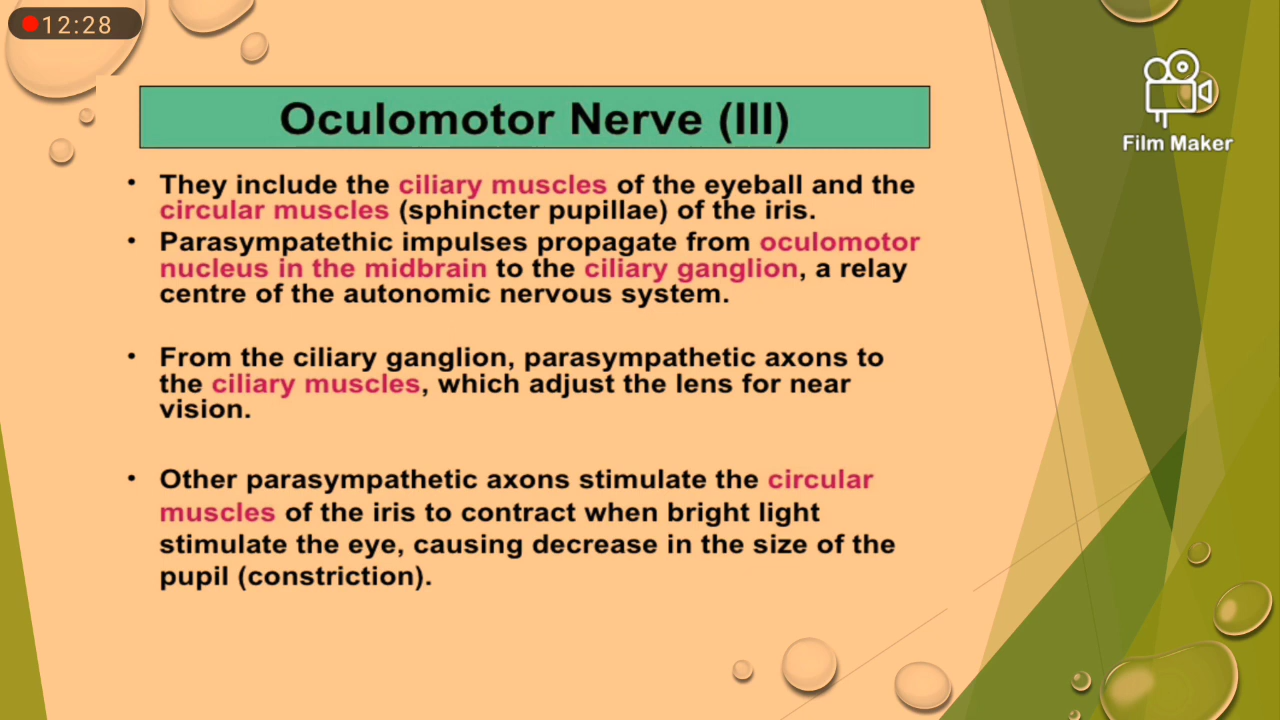 12:28
Film Maker
Oculomotor Nerve (III)
• They include the ciliary muscles of the eyeball and the
circular muscles (sphincter pupillae) of the iris.
• Parasympatethic impulses propagate from oculomotor
nucleus in the midbrain to the ciliary ganglion, a relay
centre of the autonomic nervous system.
• From the ciliary ganglion, parasympathetic axons to
the ciliary muscles, which adjust the lens for near
vision.
• Other parasympathetic axons stimulate the circular
muscles of the iris to contract when bright light
stimulate the eye, causing decrease in the size of the
pupil (constriction).